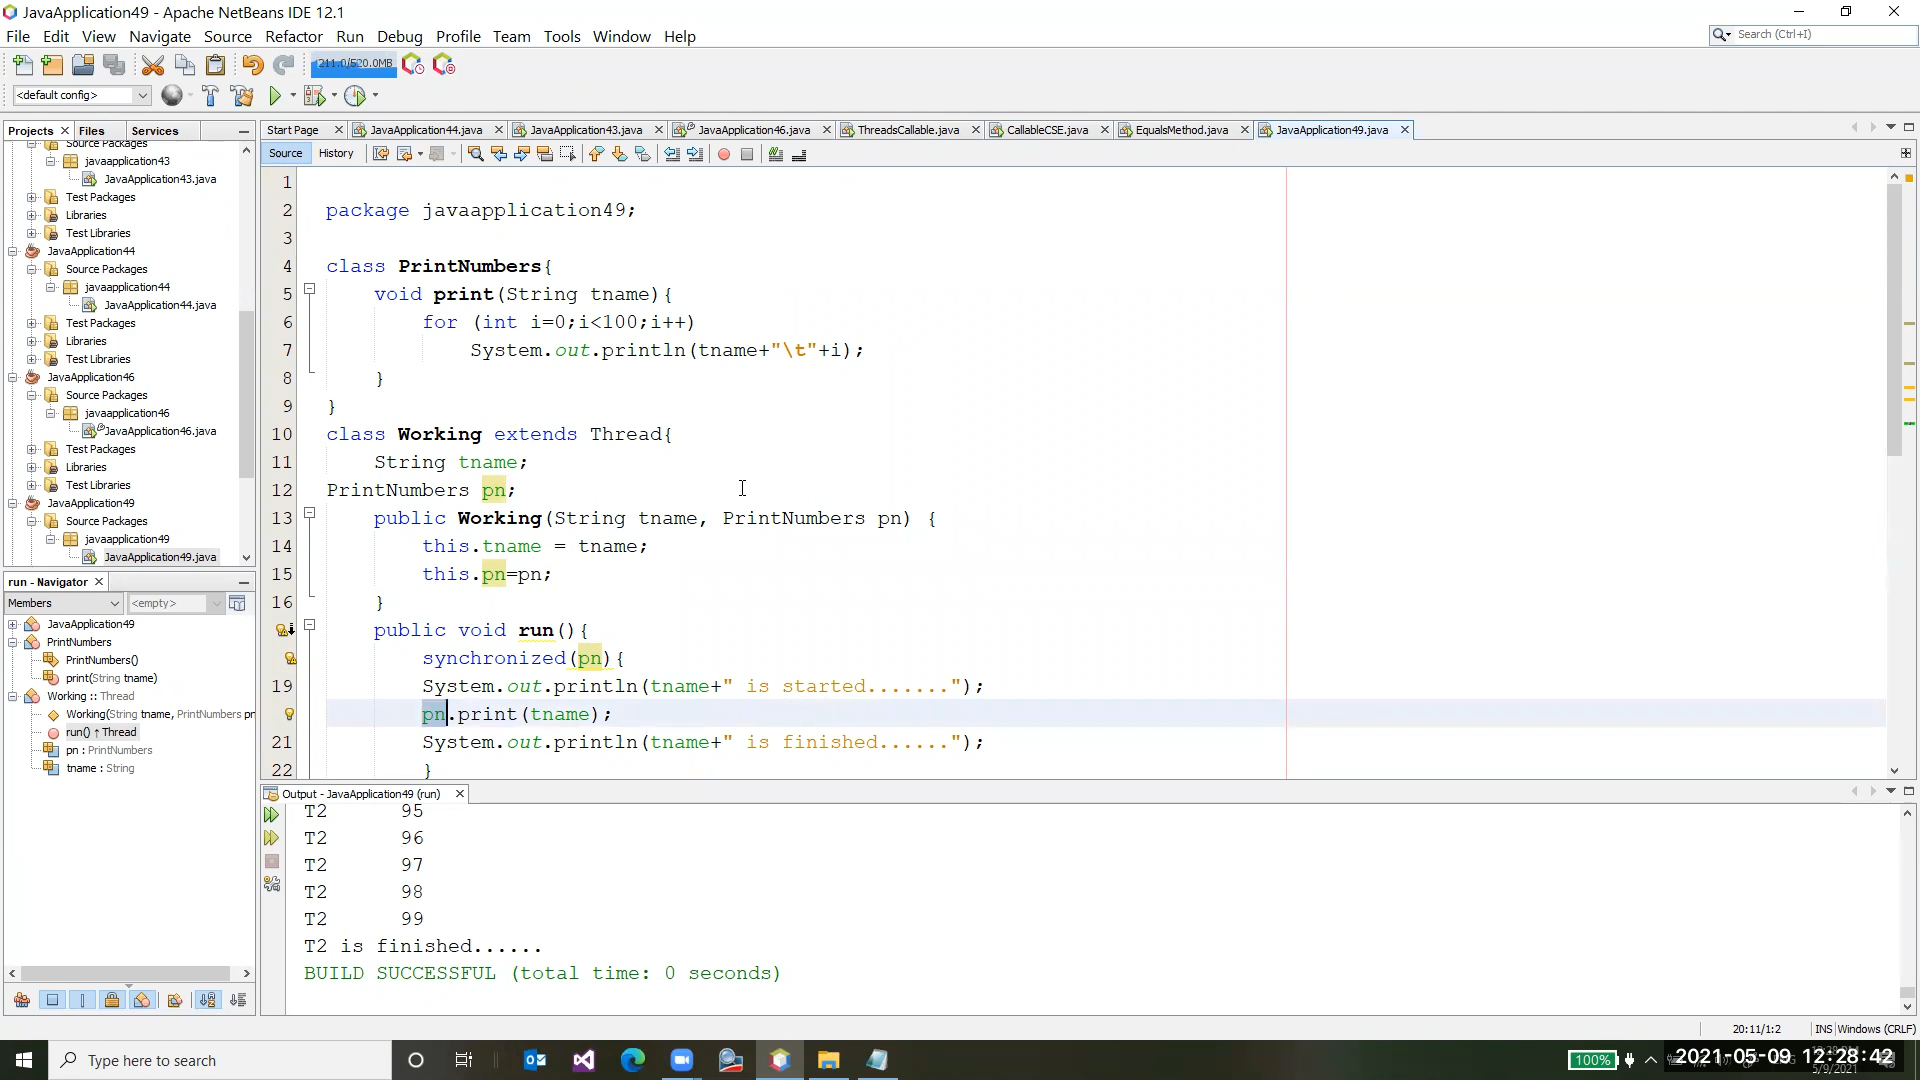 JavaApplication49 - Apache NetBeans IDE 12.1
File Edit View Navigate Source Refactor Run Debug Profile Team Tools Window Help
Search (Ctrl+I)
211.0/520.0MB
<default config>
Projects Files Services
Start Page JavaApplication44.java JavaApplication43.java JavaApplication46.java ThreadsCallable.java CallableCSE.java EqualsMethod.java JavaApplication49.java
Source History
Source Packages
javaapplication43
JavaApplication43.java
Test Packages
Libraries
Test Libraries
JavaApplication44
Source Packages
javaapplication44
JavaApplication44.java
Test Packages
Libraries
Test Libraries
JavaApplication46
Source Packages
javaapplication46
JavaApplication46.java
Test Packages
Libraries
Test Libraries
JavaApplication49
Source Packages
javaapplication49
JavaApplication49.java
run - Navigator
Members <empty>
JavaApplication49
PrintNumbers
PrintNumbers()
print(String tname)
Working :: Thread
Working(String tname, PrintNumbers pn
run() ↑ Thread
pn : PrintNumbers
tname : String
1
2 package javaapplication49;
3
4 class PrintNumbers{
5 void print(String tname){
6 for (int i=0;i<100;i++)
7 System.out.println(tname+"\t"+i);
8 }
9 }
10 class Working extends Thread{
11 String tname;
12 PrintNumbers pn;
13 public Working(String tname, PrintNumbers pn) {
14 this.tname = tname;
15 this.pn=pn;
16 }
public void run(){
synchronized(pn){
19 System.out.println(tname+" is started.......");
pn.print(tname);
21 System.out.println(tname+" is finished......");
22 }
Output - JavaApplication49 (run)
T2 95
T2 96
T2 97
T2 98
T2 99
T2 is finished......
BUILD SUCCESSFUL (total time: 0 seconds)
20:11/1:2 INS Windows (CRLF)
Type here to search
100%
2021-05-09 12:28:42
5/9/2021